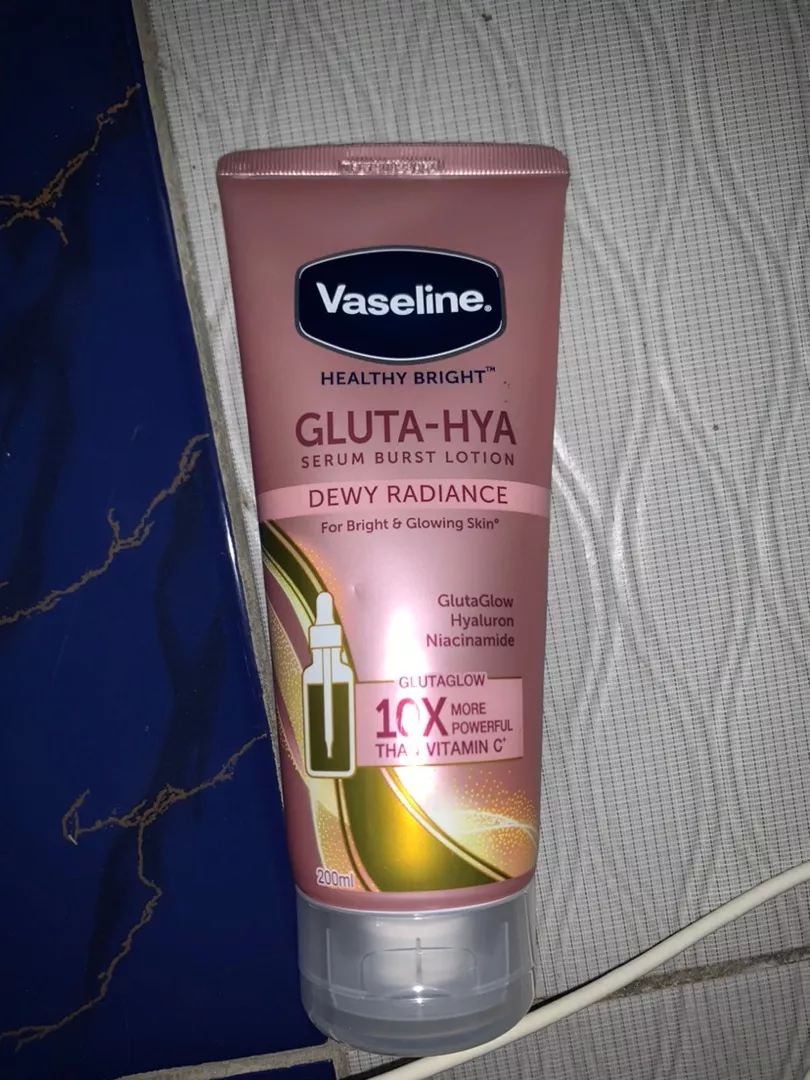 Vaseline.
HEALTHY BRIGHT™
GLUTA-HYA
SERUM BURST LOTION
DEWY RADIANCE
For Bright & Glowing Skin°
GlutaGlow
Hyaluron
Niacinamide
GLUTAGLOW
10X MORE
POWERFUL
THAN VITAMIN C⁺
200ml